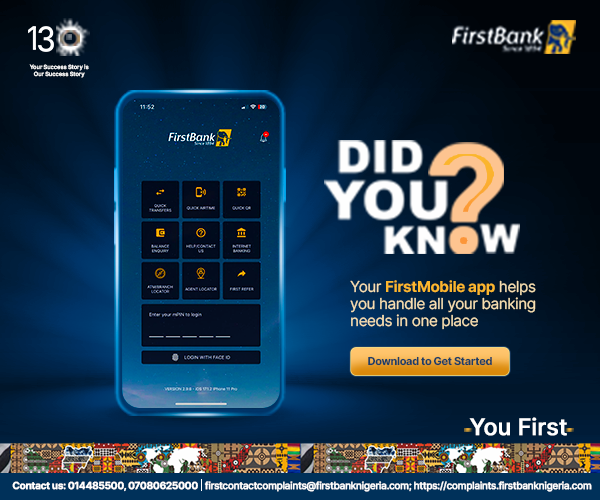 130
Your Success Story is
Our Success Story
FirstBank
Since 1894
11:52
FirstBank
Since 1894
QUICK TRANSFERS
QUICK AIRTIME
QUICK QR
BALANCE ENQUIRY
HELP/CONTACT US
INTERNET BANKING
ATM/BRANCH LOCATOR
AGENT LOCATOR
FIRST REFER
Enter your mPIN to login
LOGIN WITH FACE ID
DID
YOU ?
KNOW
Your FirstMobile app helps
you handle all your banking
needs in one place
Download to Get Started
-You First-
Contact us: 014485500, 07080625000 | firstcontactcomplaints@firstbanknigeria.com; https://complaints.firstbanknigeria.com